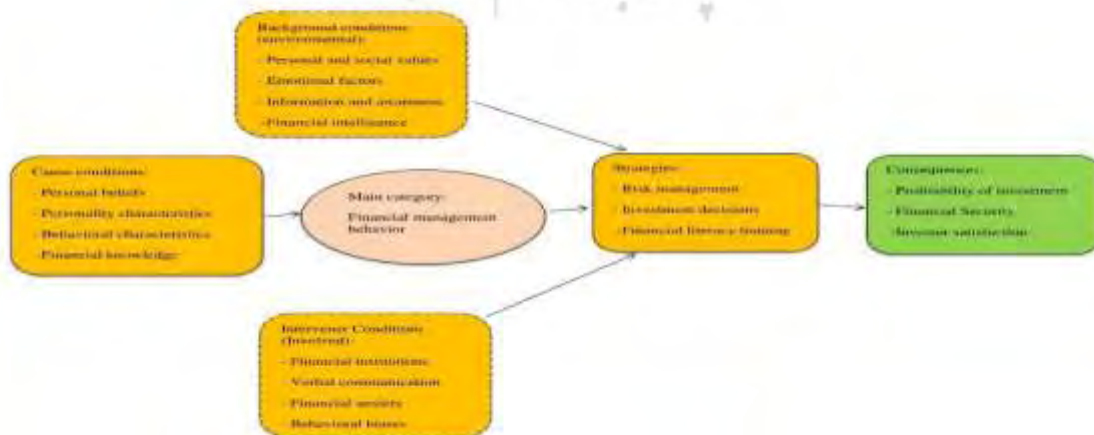 Background conditions
(environmental):
- Personal and social values
- Emotional factors
- Information and awareness
-Financial intelligence
Cause conditions:
- Personal beliefs
- Personality characteristics
- Behavioral characteristics
-Financial knowledge
Main category:
Financial management
behavior
Strategies:
- Risk management
- Investment decisions
-Financial literacy training
Consequences:
- Profitability of investment
- Financial Security
-Investor satisfaction
Intervener Conditions
(Involved):
- Financial institutions
- Verbal communication
- Financial anxiety
- Behavioral biases